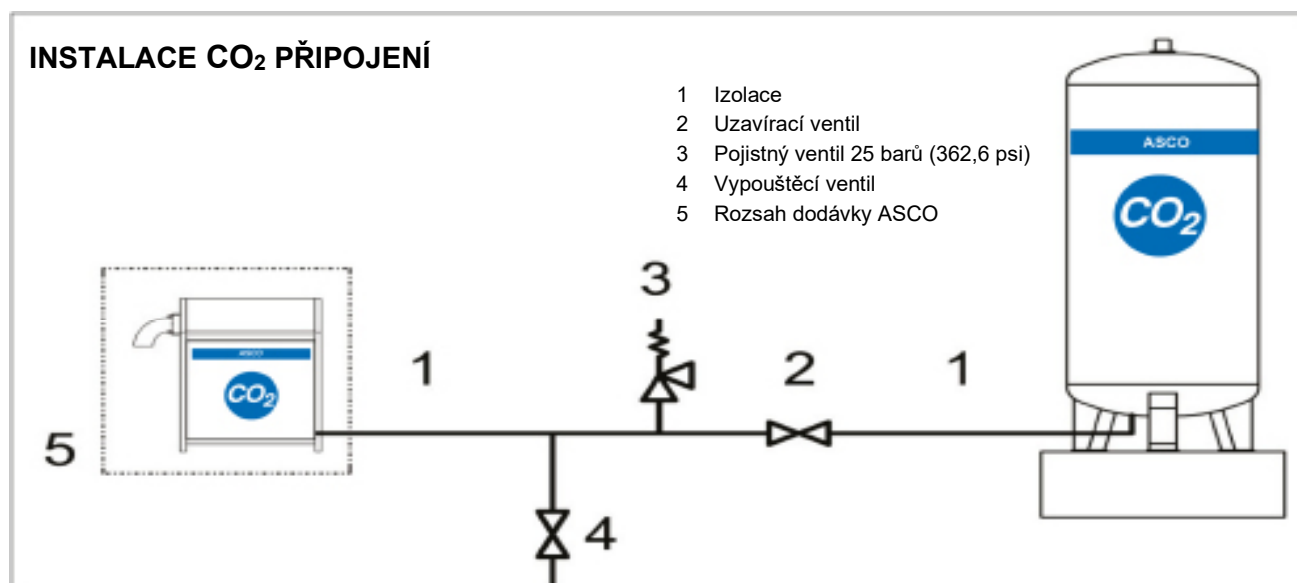 INSTALACE CO₂ PŘIPOJENÍ
1 Izolace
2 Uzavírací ventil
3 Pojistný ventil 25 barů (362,6 psi)
4 Vypouštěcí ventil
5 Rozsah dodávky ASCO
ASCO
CO₂
3
1
2
1
ASCO
CO₂
5
4